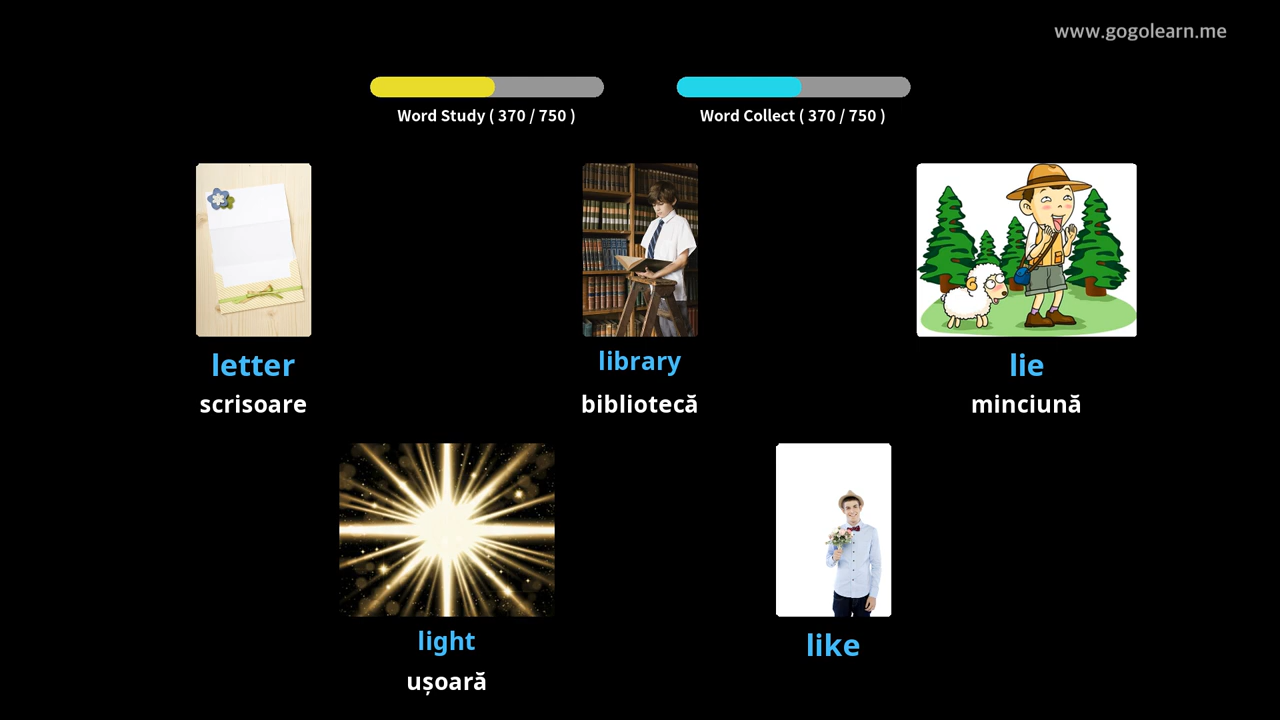 www.gogolearn.me
Word Study ( 370 / 750 )
Word Collect ( 370 / 750 )
letter
scrisoare
library
bibliotecă
lie
minciună
light
ușoară
like